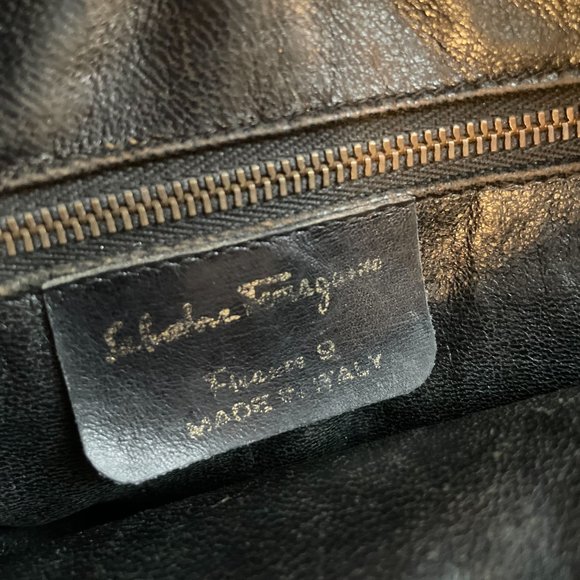 Salvatore Ferragamo
Firenze
MADE IN ITALY